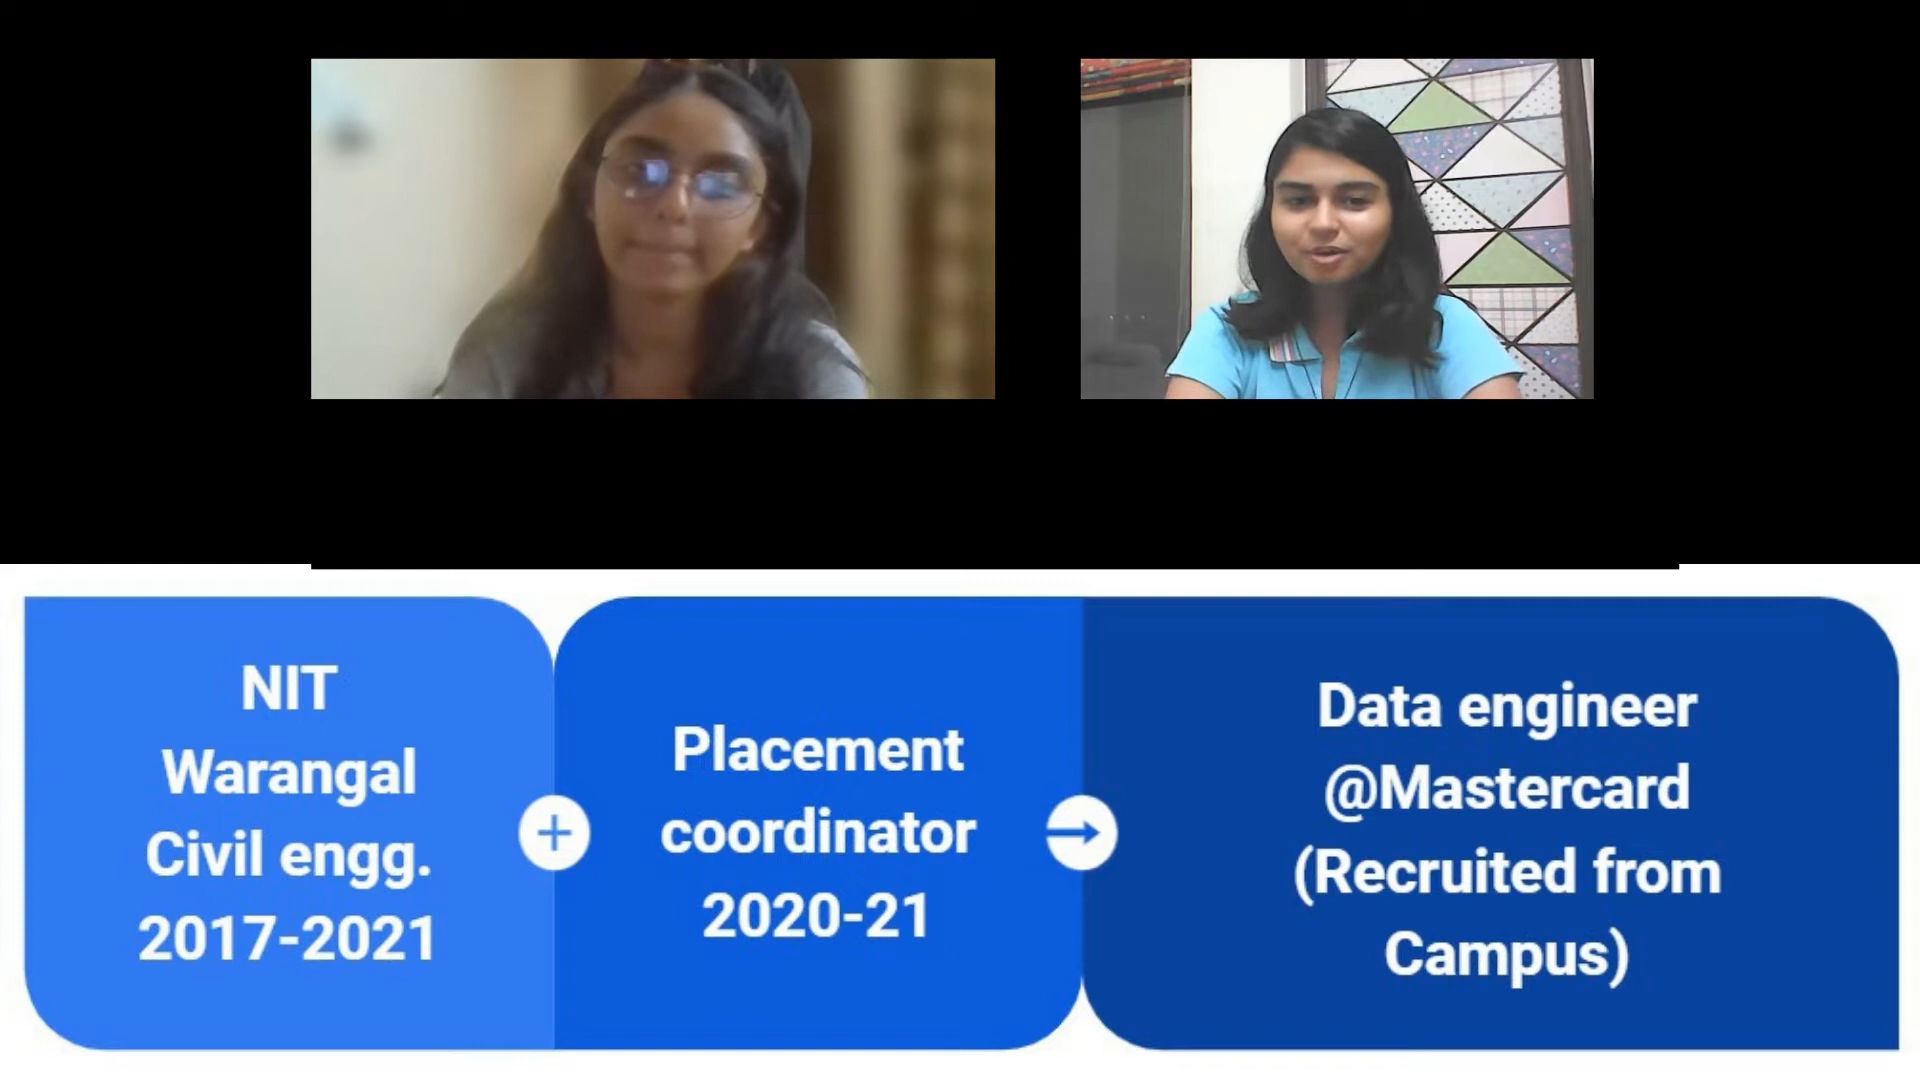 NIT
Warangal
Civil engg.
2017-2021
Placement
coordinator
2020-21
Data engineer
@Mastercard
(Recruited from
Campus)